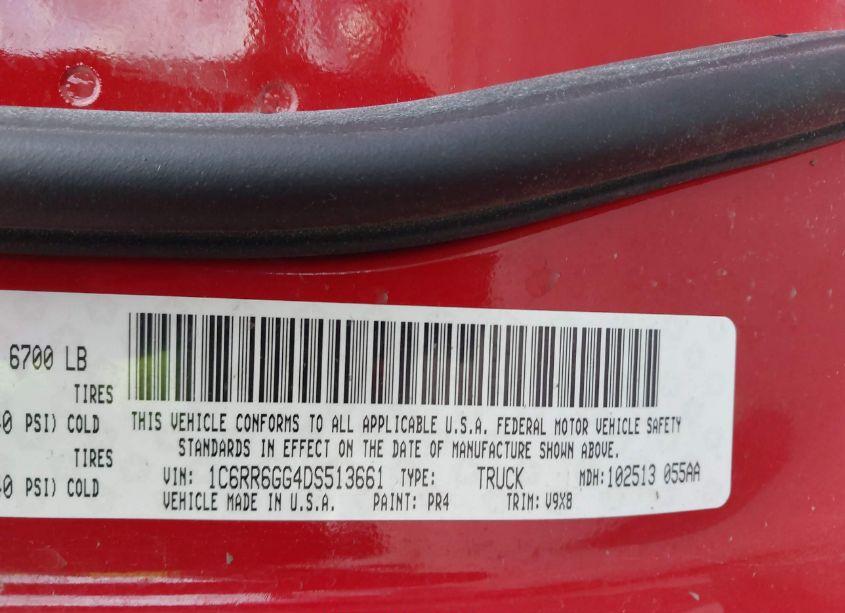 6700 LB
TIRES
0 PSI) COLD
TIRES
0 PSI) COLD
THIS VEHICLE CONFORMS TO ALL APPLICABLE U.S.A. FEDERAL MOTOR VEHICLE SAFETY
STANDARDS IN EFFECT ON THE DATE OF MANUFACTURE SHOWN ABOVE.
VIN: 1C6RR6GG4DS513661 TYPE: TRUCK MDH:102513 055AA
VEHICLE MADE IN U.S.A. PAINT: PR4 TRIM: V9X8